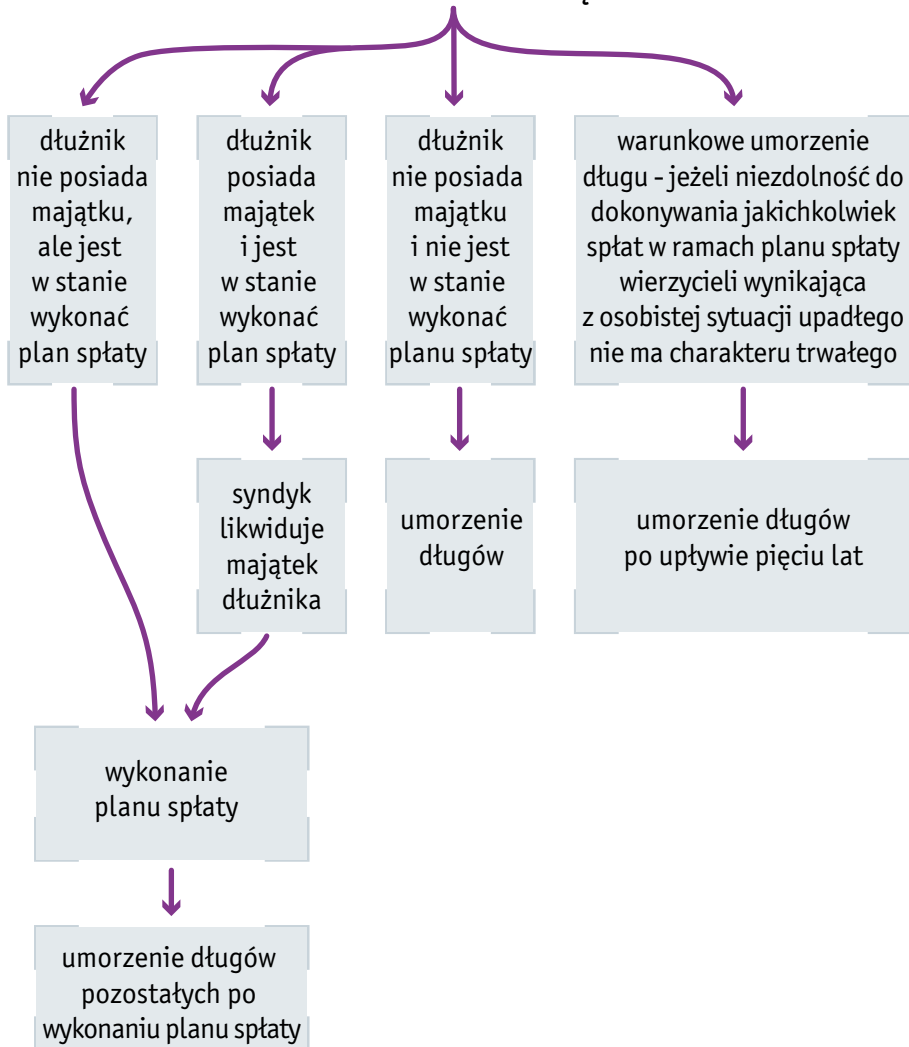 dłużnik
nie posiada
majątku,
ale jest
w stanie
wykonać
plan spłaty
dłużnik
posiada
majątek
i jest
w stanie
wykonać
plan spłaty
dłużnik
nie posiada
majątku
i nie jest
w stanie
wykonać
planu spłaty
warunkowe umorzenie
długu - jeżeli niezdolność do
dokonywania jakichkolwiek
spłat w ramach planu spłaty
wierzycieli wynikająca
z osobistej sytuacji upadłego
nie ma charakteru trwałego
syndyk
likwiduje
majątek
dłużnika
umorzenie
długów
umorzenie długów
po upływie pięciu lat
wykonanie
planu spłaty
umorzenie długów
pozostałych po
wykonaniu planu spłaty